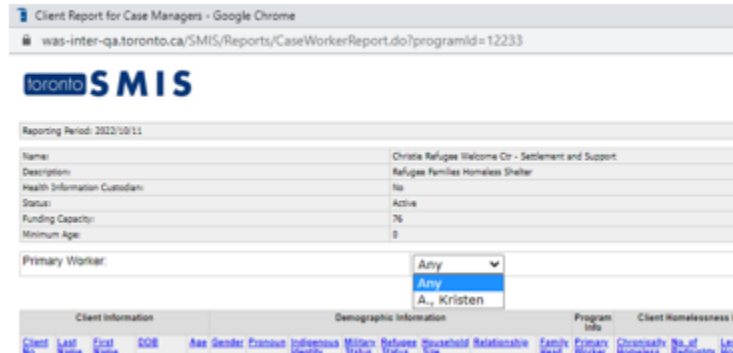 Client Report for Case Managers - Google Chrome
was-inter-qa.toronto.ca/SMIS/Reports/CaseWorkerReport.do?programId=12233
toronto SMIS
Reporting Period: 2022/10/11
Name: Christie Refugee Welcome Ctr - Settlement and Support
Description: Refugee Families Homeless Shelter
Health Information Custodian: No
Status: Active
Funding Capacity: 76
Minimum Age: 0
Primary Worker: Any
Any
A., Kristen
Client Information Demographic Information Program Info Client Homelessness
Client No. Last Name First Name DOB Age Gender Pronoun Indigenous Identity Military Status Refugee Status Household Size Relationship Family Head Primary Worker Chronically No. of